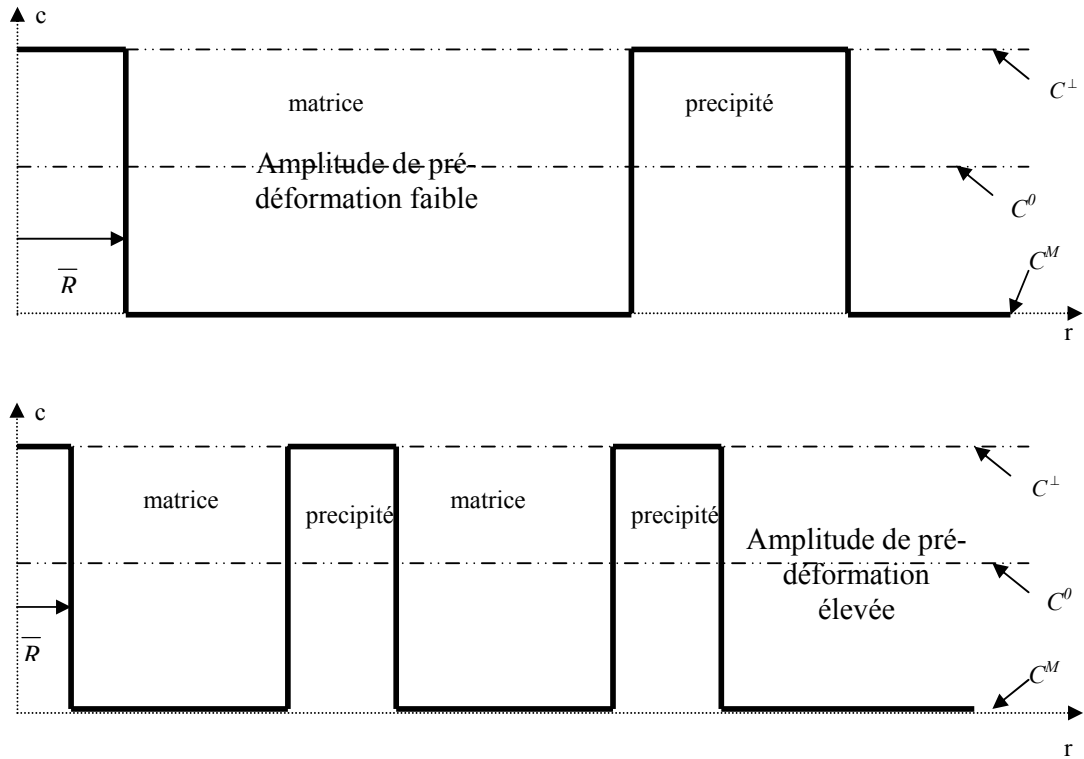 c
C⊥
matrice
precipité
Amplitude de pré-
déformation faible
C0
CM
R
r
c
C⊥
matrice
precipité
matrice
precipité
Amplitude de pré-
déformation
élevée
C0
R
CM
r